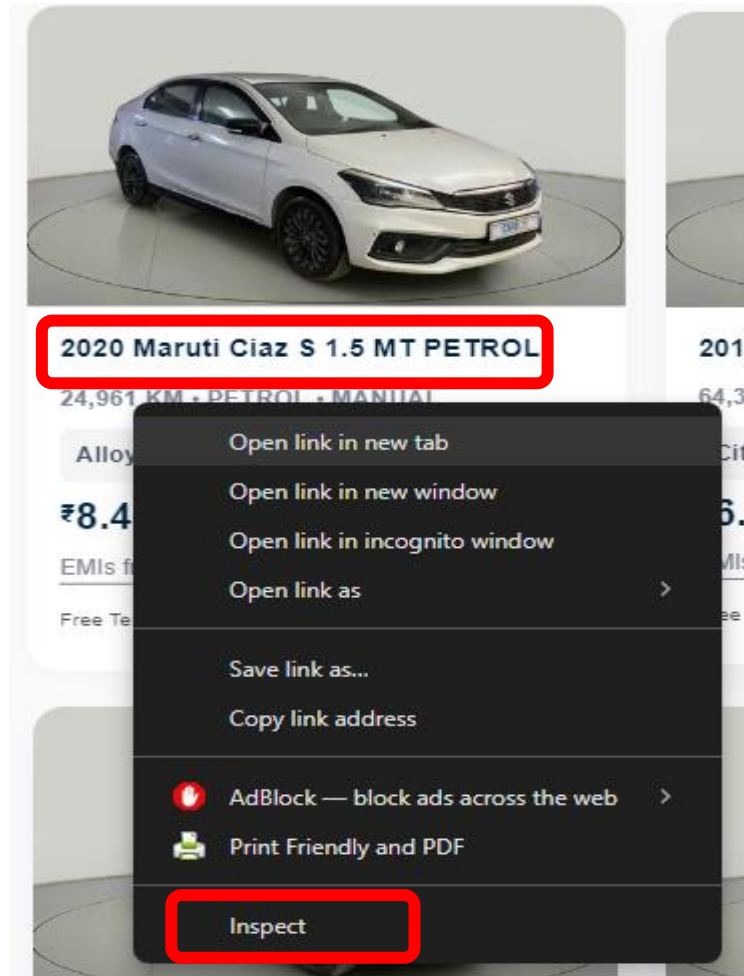 2020 Maruti Ciaz S 1.5 MT PETROL
201
24,961 KM • PETROL • MANUAL
64,3
Open link in new tab
Alloy
Open link in new window
₹8.4
6.
Open link in incognito window
EMIs f
Open link as
Free Te
ee
Save link as...
Copy link address
AdBlock — block ads across the web
Print Friendly and PDF
Inspect